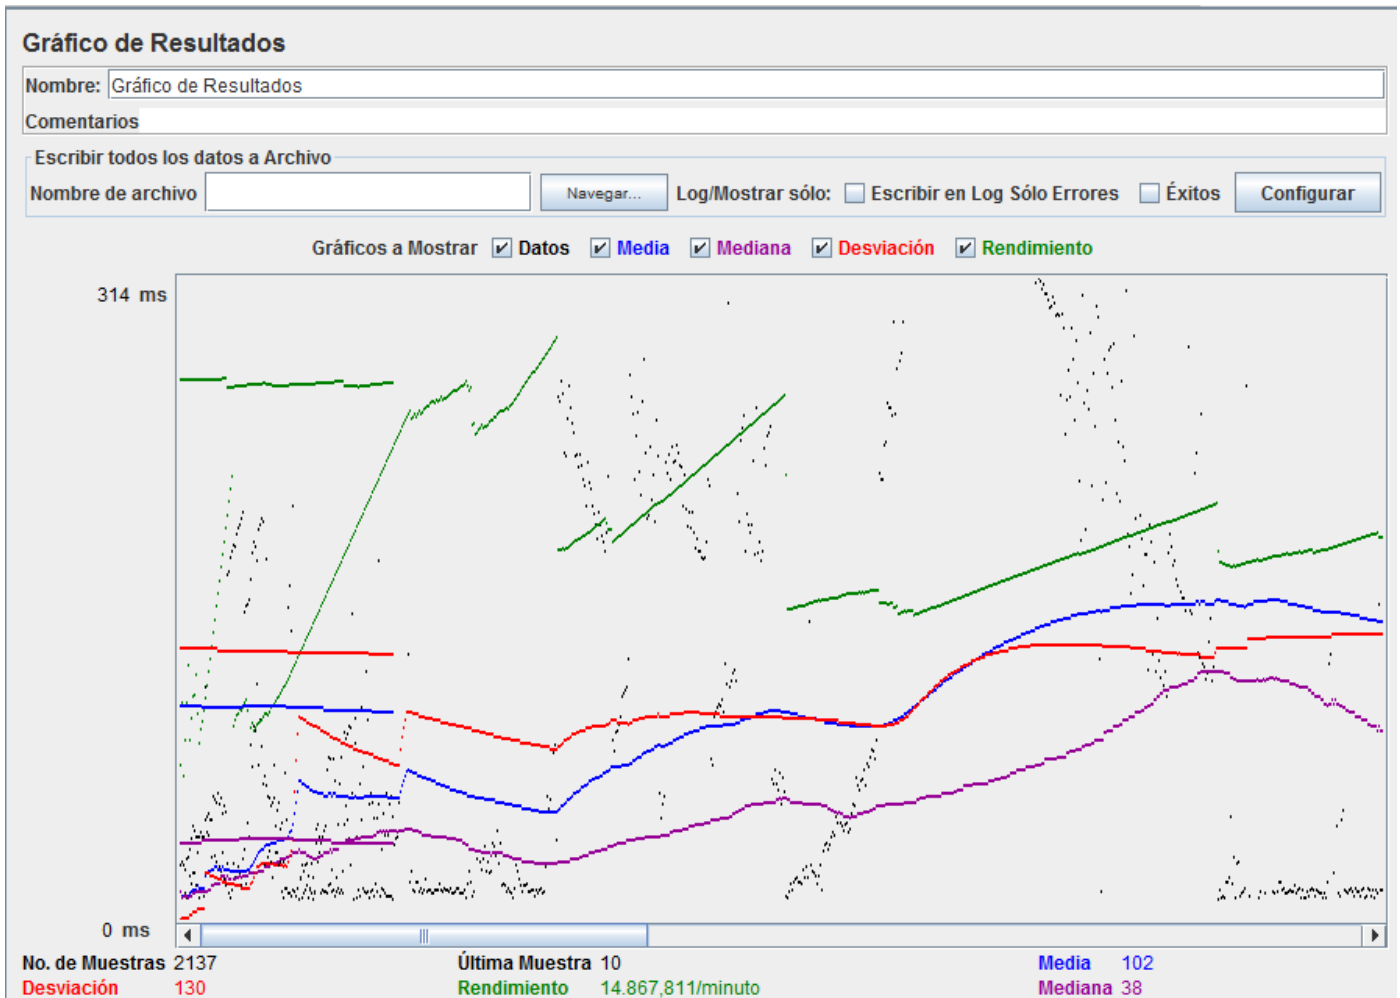 Gráfico de Resultados
Nombre: Gráfico de Resultados
Comentarios
Escribir todos los datos a Archivo
Nombre de archivo Navegar... Log/Mostrar sólo: Escribir en Log Sólo Errores Éxitos Configurar
Gráficos a Mostrar Datos Media Mediana Desviación Rendimiento
314 ms
0 ms
No. de Muestras 2137 Última Muestra 10 Media 102
Desviación 130 Rendimiento 14.867,811/minuto Mediana 38